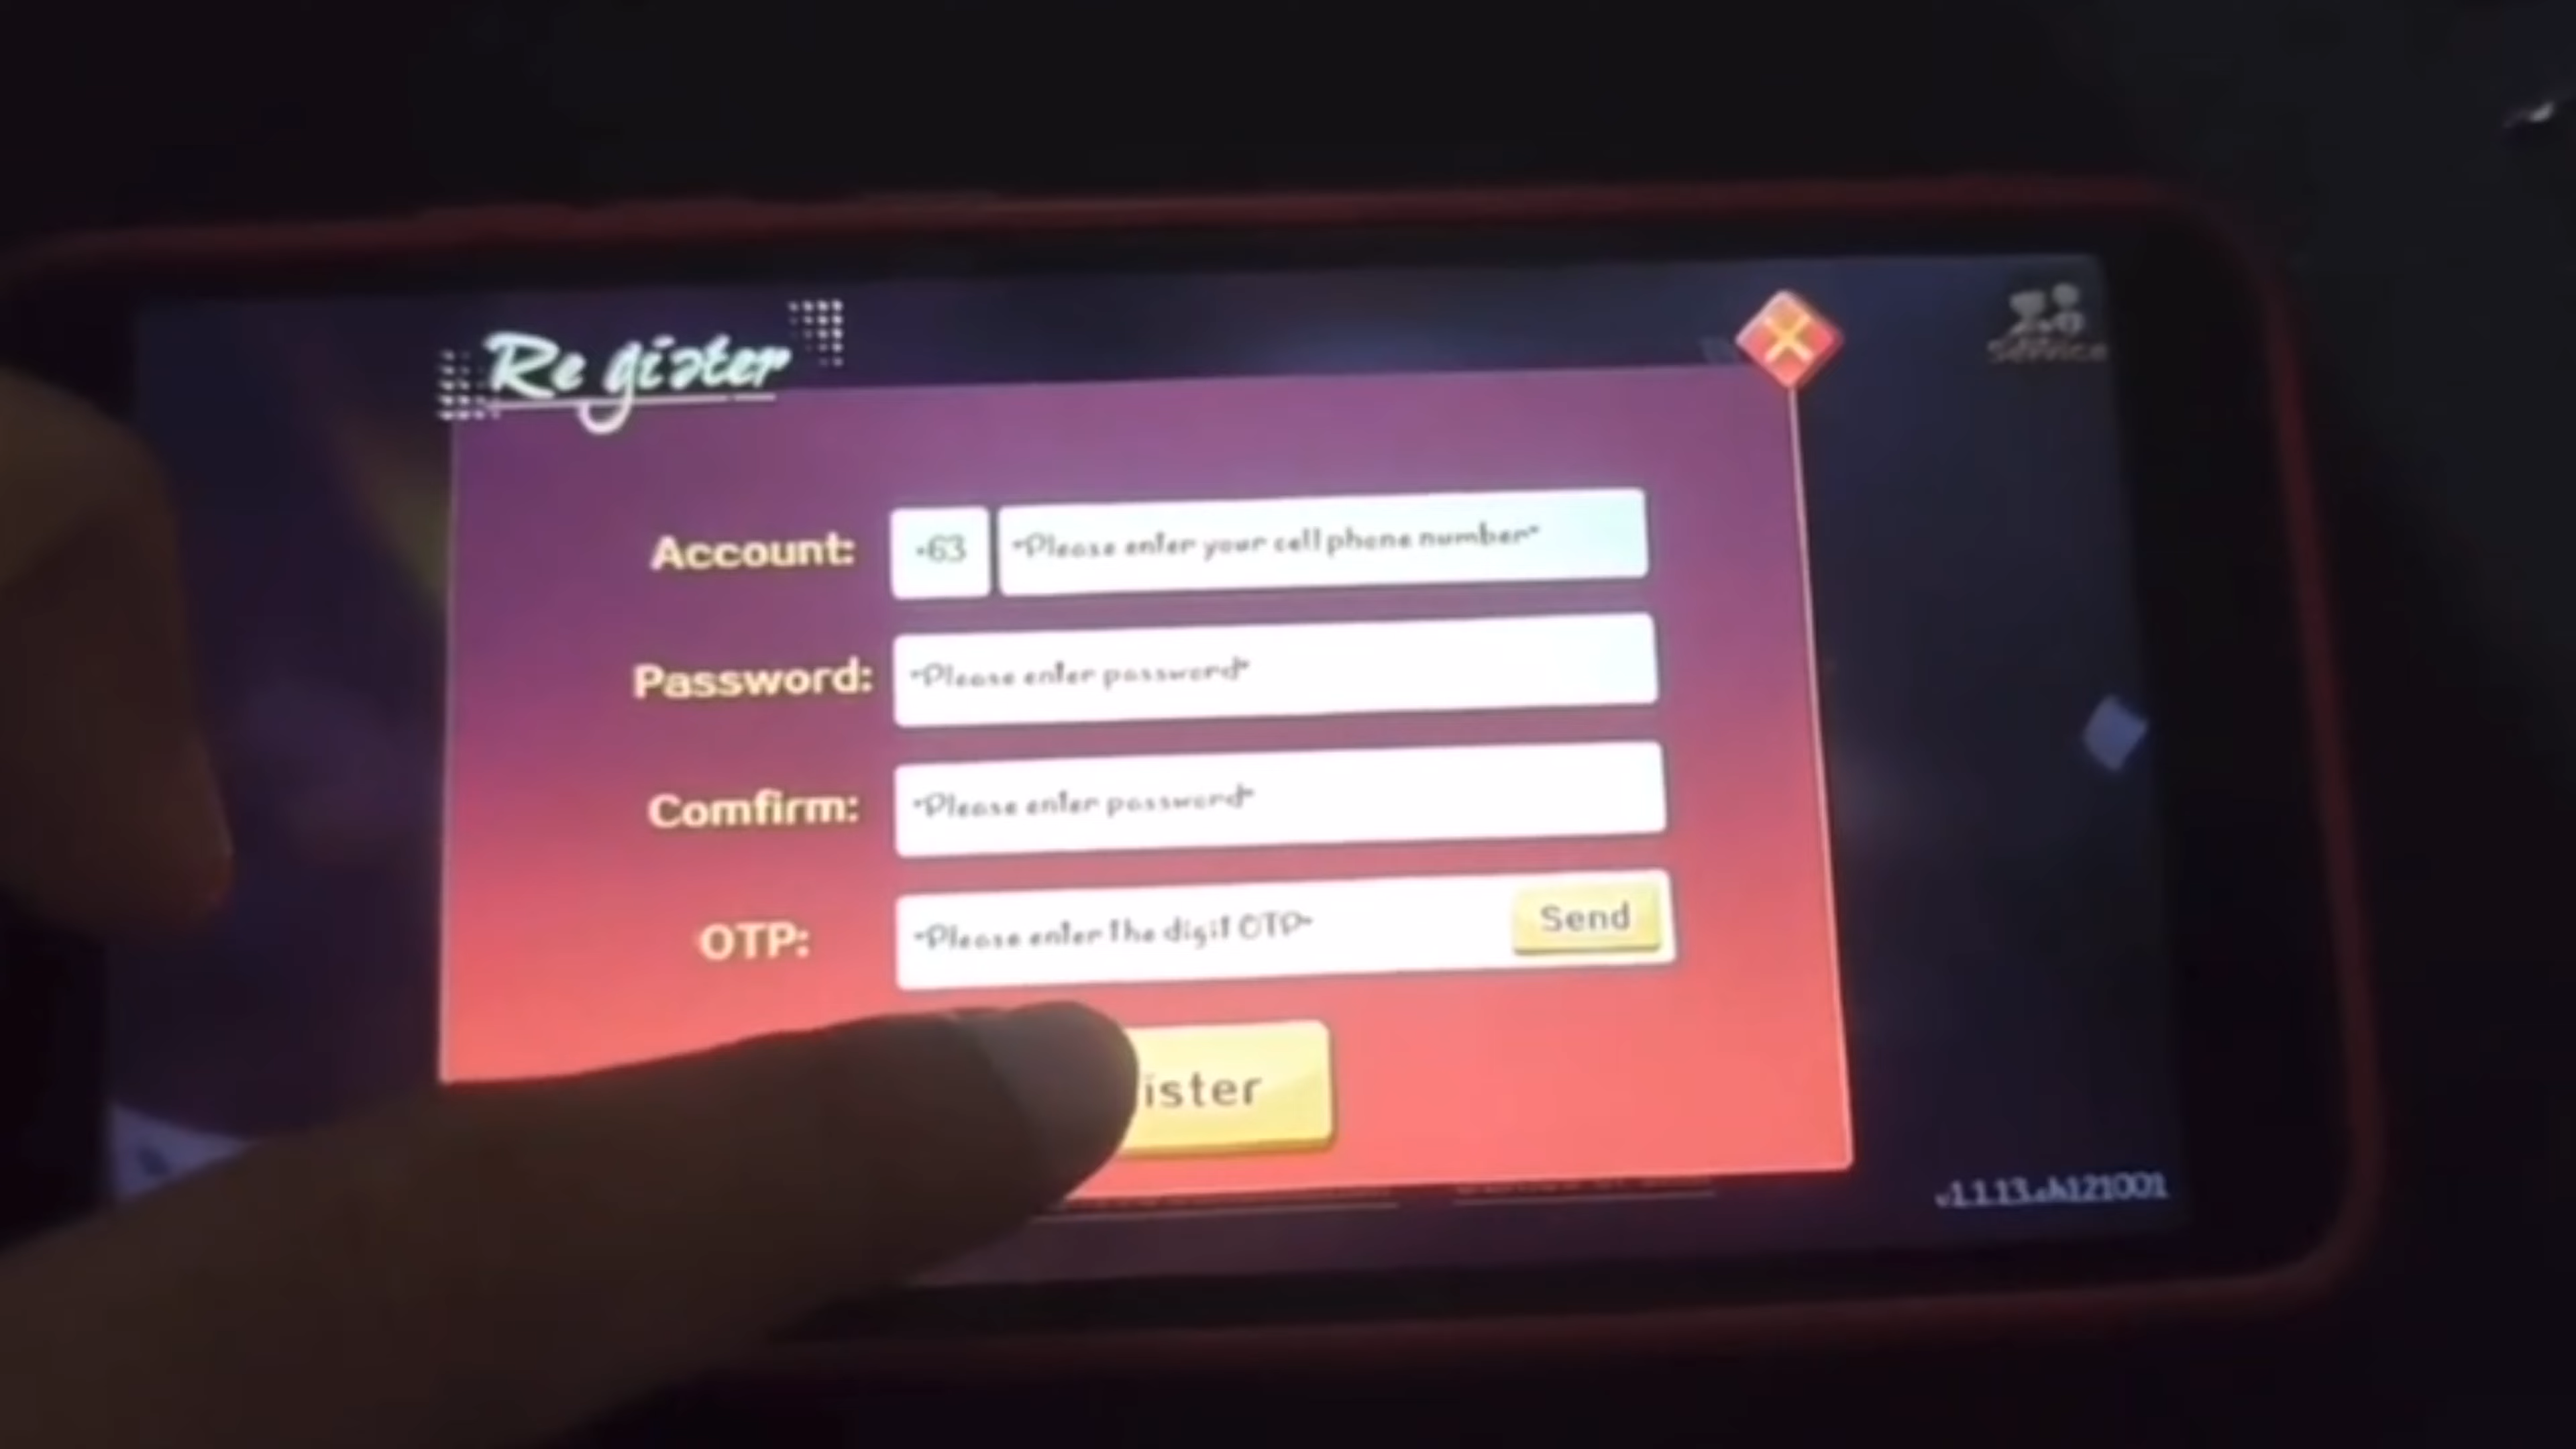 Register
Service
Account: +63 *Please enter your cell phone number*
Password: *Please enter password*
Comfirm: *Please enter password*
OTP: *Please enter the digit OTP* Send
ister